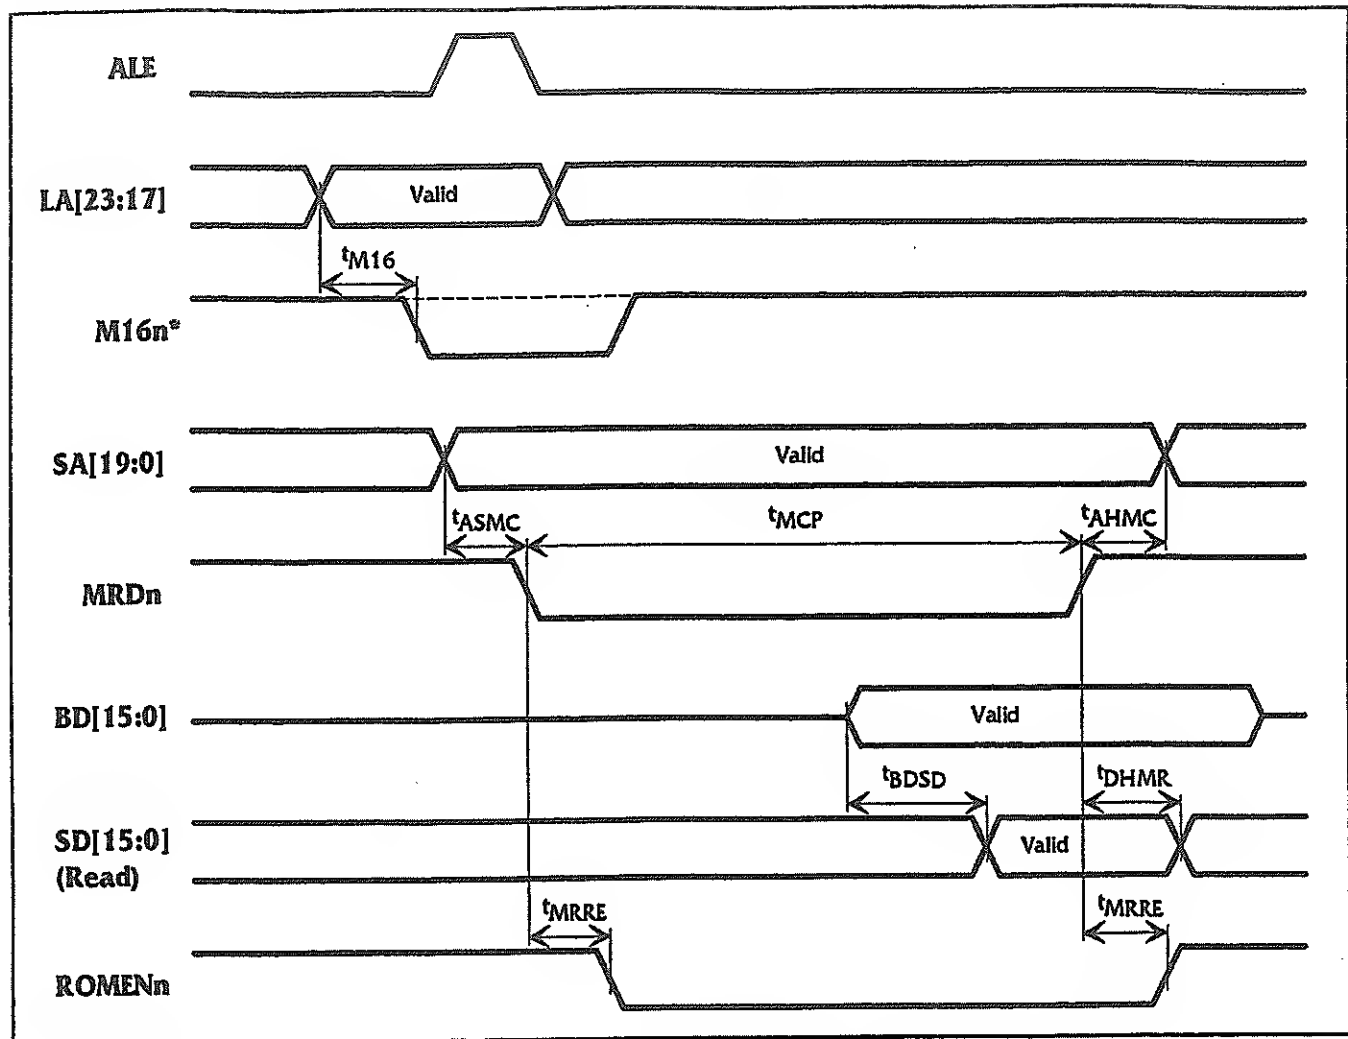 ALE
LA[23:17]
Valid
tM16
M16n*
SA[19:0]
Valid
tASMC
tMCP
tAHMC
MRDn
BD[15:0]
Valid
tBDSD
tDHMR
SD[15:0]
(Read)
Valid
tMRRE
tMRRE
ROMENn